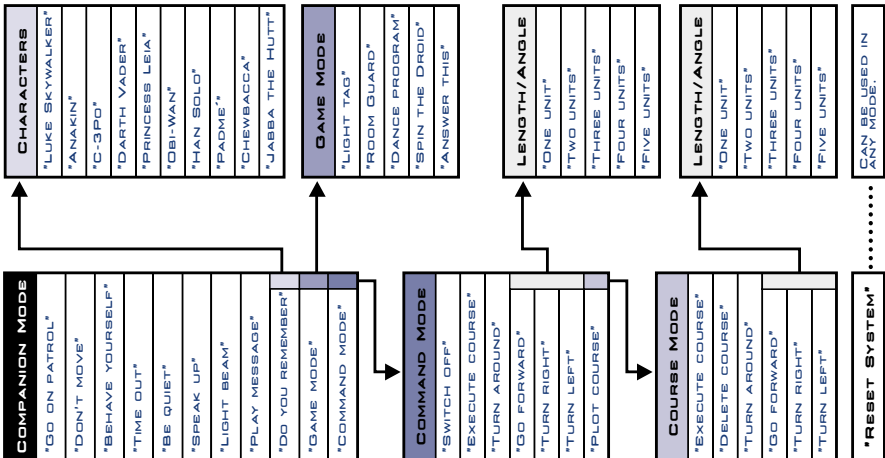 COMPANION MODE
"GO ON PATROL"
"DON'T MOVE"
"BEHAVE YOURSELF"
"TIME OUT"
"BE QUIET"
"SPEAK UP"
"LIGHT BEAM"
"PLAY MESSAGE"
"DO YOU REMEMBER"
"GAME MODE"
"COMMAND MODE"
CHARACTERS
"LUKE SKYWALKER"
"ANAKIN"
"C-3PO"
"DARTH VADER"
"PRINCESS LEIA"
"OBI-WAN"
"HAN SOLO"
"PADME´"
"CHEWBACCA"
"JABBA THE HUTT"
GAME MODE
"LIGHT TAG"
"ROOM GUARD"
"DANCE PROGRAM"
"SPIN THE DROID"
"ANSWER THIS"
COMMAND MODE
"SWITCH OFF"
"EXECUTE COURSE"
"TURN AROUND"
"GO FORWARD"
"TURN RIGHT"
"TURN LEFT"
"PLOT COURSE"
LENGTH/ANGLE
"ONE UNIT"
"TWO UNITS"
"THREE UNITS"
"FOUR UNITS"
"FIVE UNITS"
COURSE MODE
"EXECUTE COURSE"
"DELETE COURSE"
"TURN AROUND"
"GO FORWARD"
"TURN RIGHT"
"TURN LEFT"
LENGTH/ANGLE
"ONE UNIT"
"TWO UNITS"
"THREE UNITS"
"FOUR UNITS"
"FIVE UNITS"
"RESET SYSTEM"
CAN BE USED IN
ANY MODE.